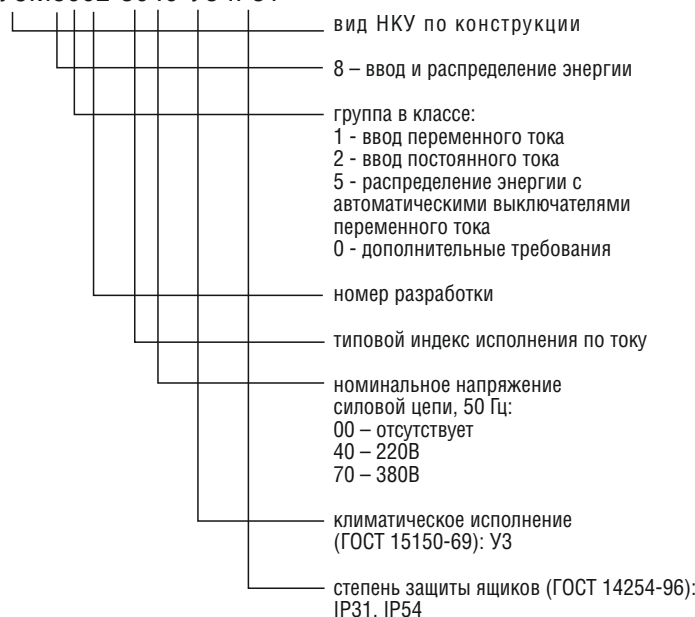 вид НКУ по конструкции
8 – ввод и распределение энергии
группа в классе:
1 - ввод переменного тока
2 - ввод постоянного тока
5 - распределение энергии с
автоматическими выключателями
переменного тока
0 - дополнительные требования
номер разработки
типовой индекс исполнения по току
номинальное напряжение
силовой цепи, 50 Гц:
00 – отсутствует
40 – 220В
70 – 380В
климатическое исполнение
(ГОСТ 15150-69): У3
степень защиты ящиков (ГОСТ 14254-96):
IP31, IP54